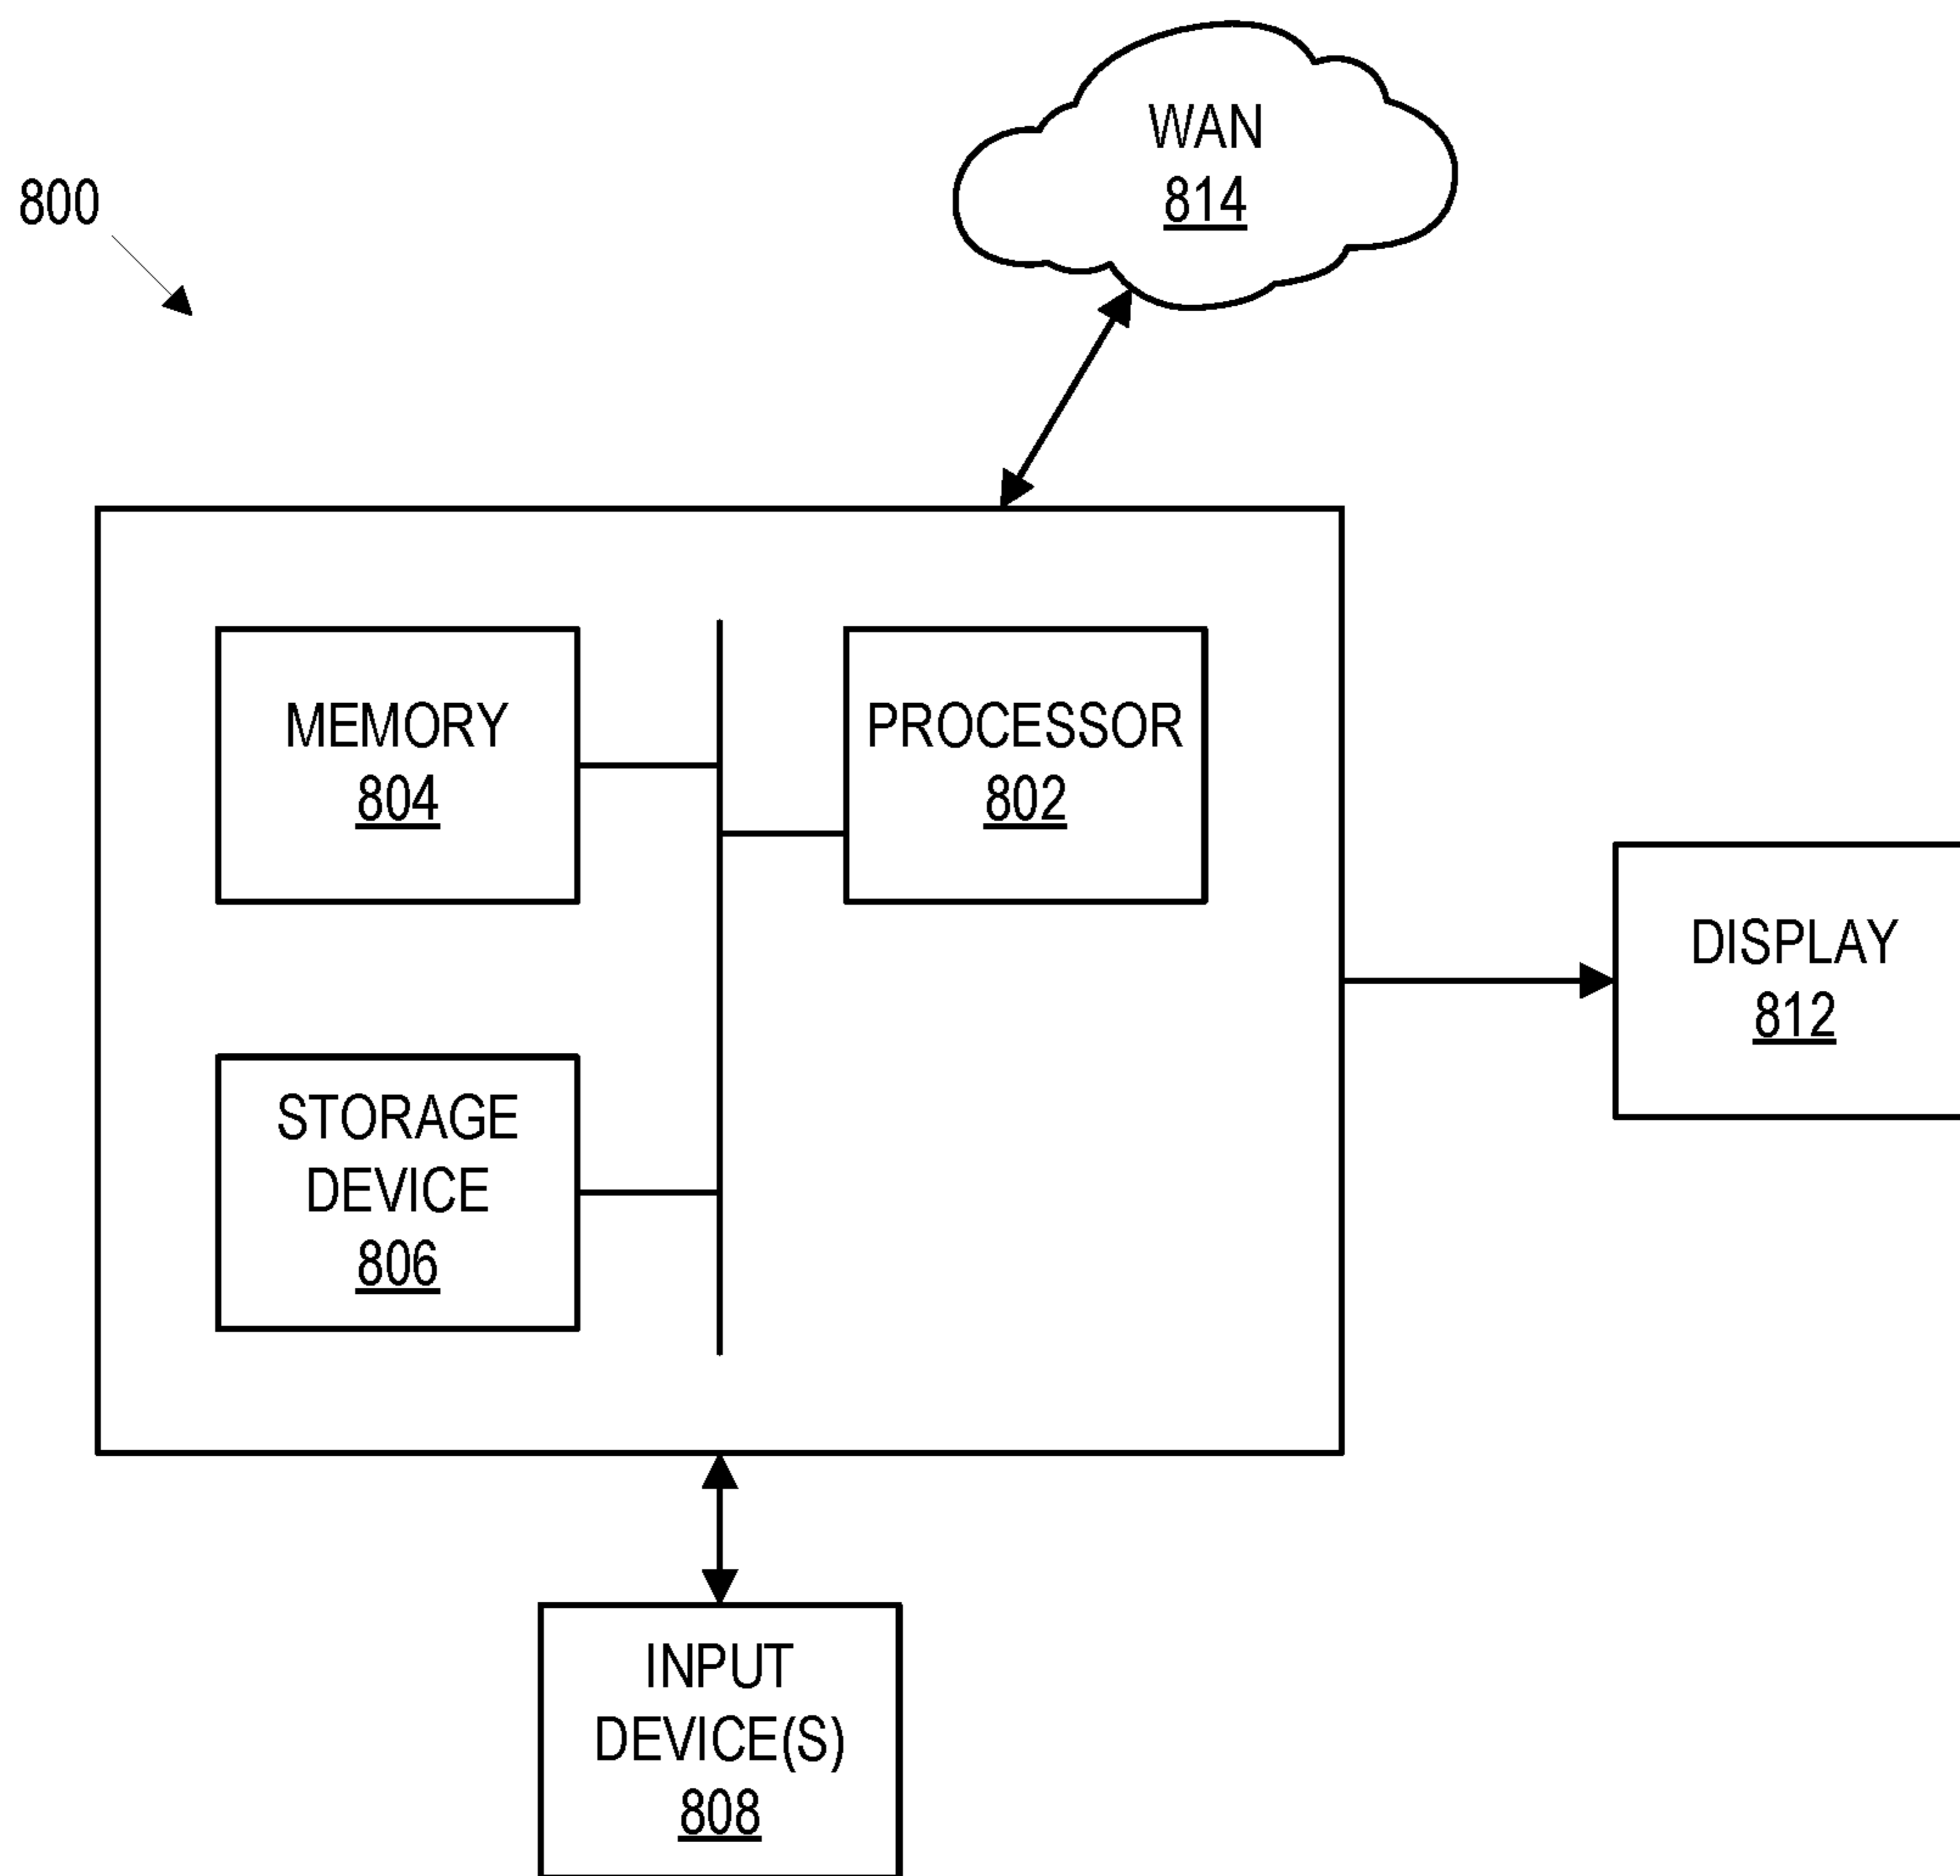 WAN
814
800
MEMORY
804
PROCESSOR
802
DISPLAY
812
STORAGE
DEVICE
806
INPUT
DEVICE(S)
808